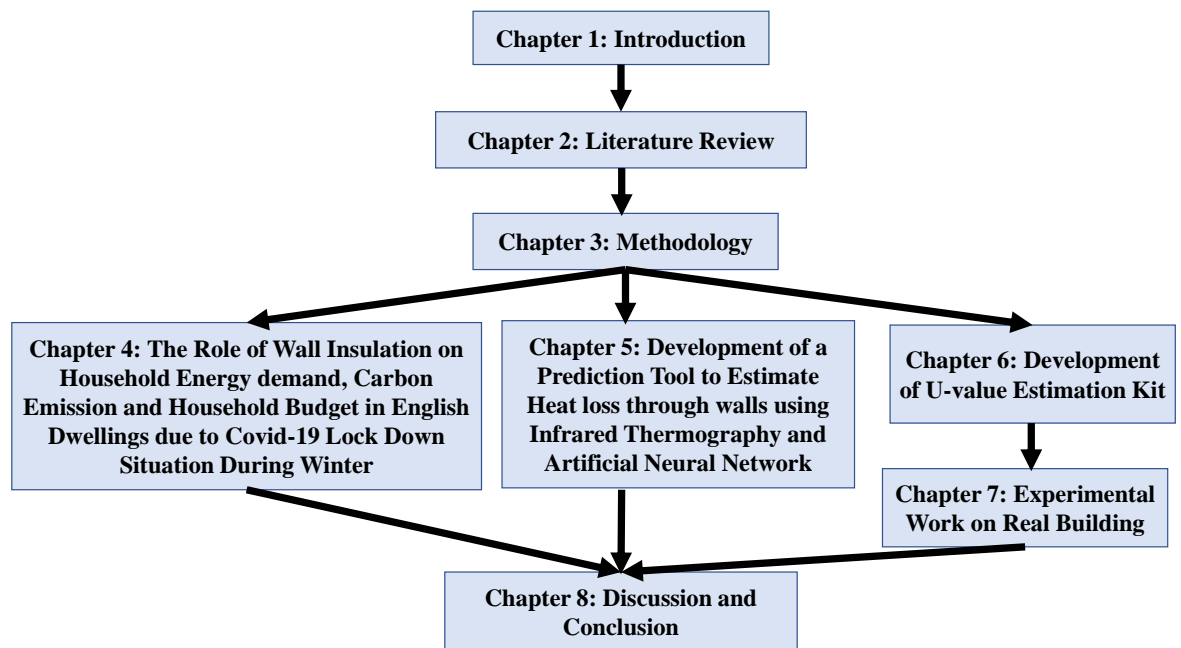 Chapter 1: Introduction
Chapter 2: Literature Review
Chapter 3: Methodology
Chapter 4: The Role of Wall Insulation on
Household Energy demand, Carbon
Emission and Household Budget in English
Dwellings due to Covid-19 Lock Down
Situation During Winter
Chapter 5: Development of a
Prediction Tool to Estimate
Heat loss through walls using
Infrared Thermography and
Artificial Neural Network
Chapter 6: Development
of U-value Estimation Kit
Chapter 7: Experimental
Work on Real Building
Chapter 8: Discussion and
Conclusion